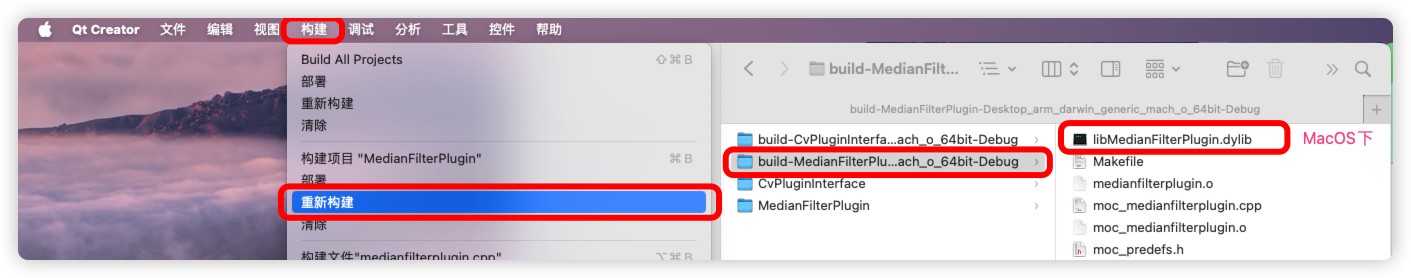 Qt Creator 文件 编辑 视图 构建 调试 分析 工具 控件 帮助
Build All Projects ⇧⌘B
部署
重新构建
清除
构建项目 "MedianFilterPlugin" ⌘B
部署
重新构建
清除
构建文件"medianfilterplugin.cpp" ⌥⌘B
build-MedianFilt...
build-MedianFilterPlugin-Desktop_arm_darwin_generic_mach_o_64bit-Debug
build-CvPluginInterfa...ach_o_64bit-Debug
build-MedianFilterPlu...ach_o_64bit-Debug
CvPluginInterface
MedianFilterPlugin
libMedianFilterPlugin.dylib
MacOS下
Makefile
medianfilterplugin.o
moc_medianfilterplugin.cpp
moc_medianfilterplugin.o
moc_predefs.h